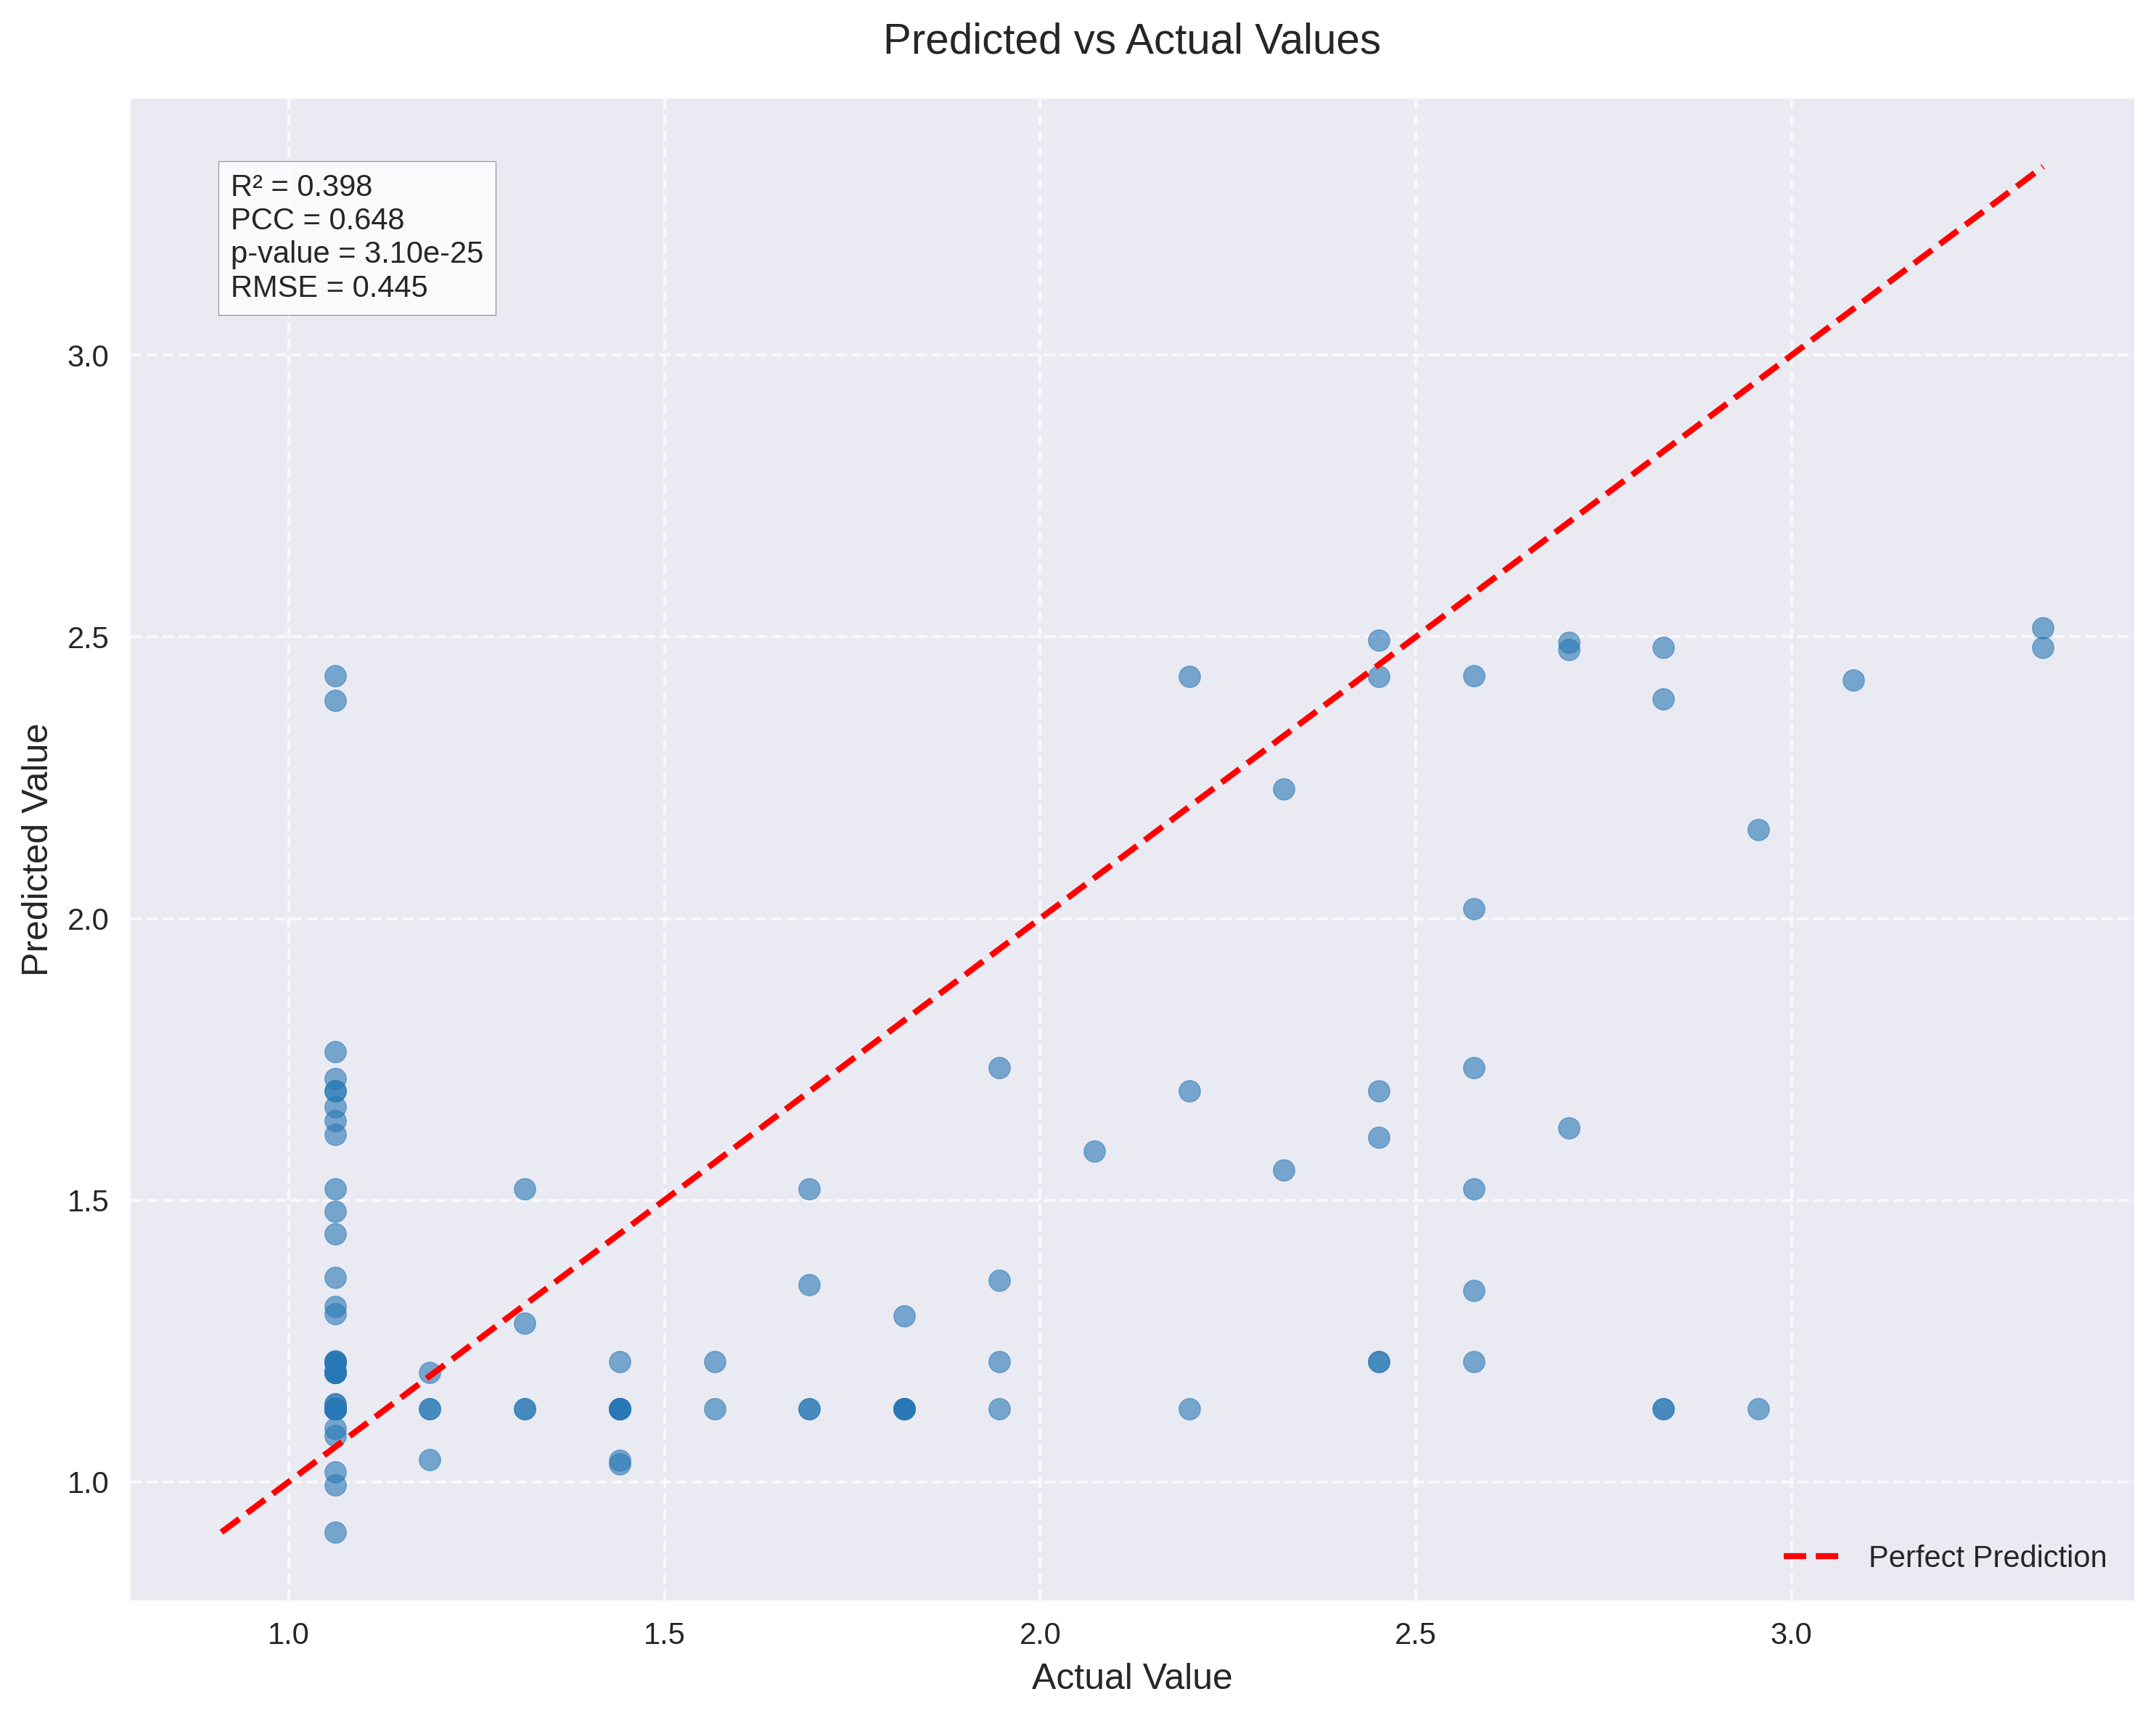 Predicted vs Actual Values
R² = 0.398
PCC = 0.648
p-value = 3.10e-25
RMSE = 0.445
3.0
2.5
2.0
1.5
1.0
Predicted Value
Perfect Prediction
1.0 1.5 2.0 2.5 3.0
Actual Value